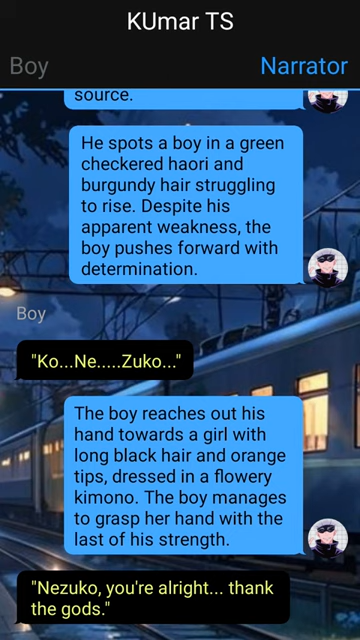 KUmar TS
Boy
Narrator
source.
He spots a boy in a green
checkered haori and
burgundy hair struggling
to rise. Despite his
apparent weakness, the
boy pushes forward with
determination.
Boy
"Ko...Ne.....Zuko..."
The boy reaches out his
hand towards a girl with
long black hair and orange
tips, dressed in a flowery
kimono. The boy manages
to grasp her hand with the
last of his strength.
"Nezuko, you're alright... thank
the gods."